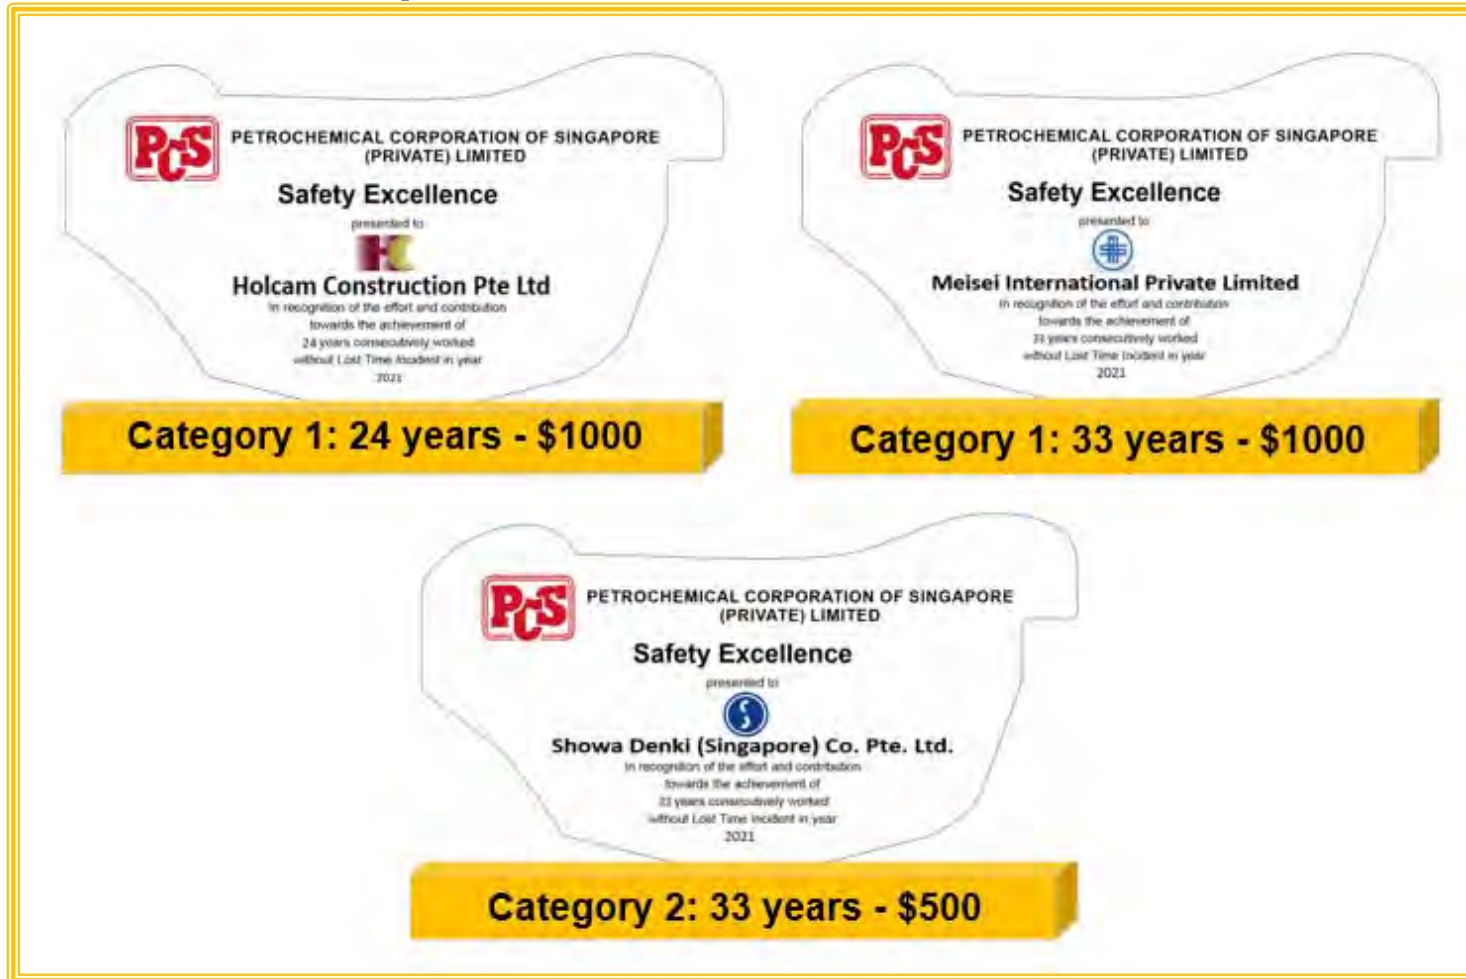 PCS
PETROCHEMICAL CORPORATION OF SINGAPORE
(PRIVATE) LIMITED
Safety Excellence
presented to
HC
Holcam Construction Pte Ltd
In recognition of the effort and contribution
towards the achievement of
24 years consecutively worked
without Lost Time Incident in year
2021
Category 1: 24 years - $1000
PCS
PETROCHEMICAL CORPORATION OF SINGAPORE
(PRIVATE) LIMITED
Safety Excellence
presented to
Meisei International Private Limited
In recognition of the effort and contribution
towards the achievement of
33 years consecutively worked
without Lost Time Incident in year
2021
Category 1: 33 years - $1000
PCS
PETROCHEMICAL CORPORATION OF SINGAPORE
(PRIVATE) LIMITED
Safety Excellence
presented to
Showa Denki (Singapore) Co. Pte. Ltd.
In recognition of the effort and contribution
towards the achievement of
33 years consecutively worked
without Lost Time Incident in year
2021
Category 2: 33 years - $500